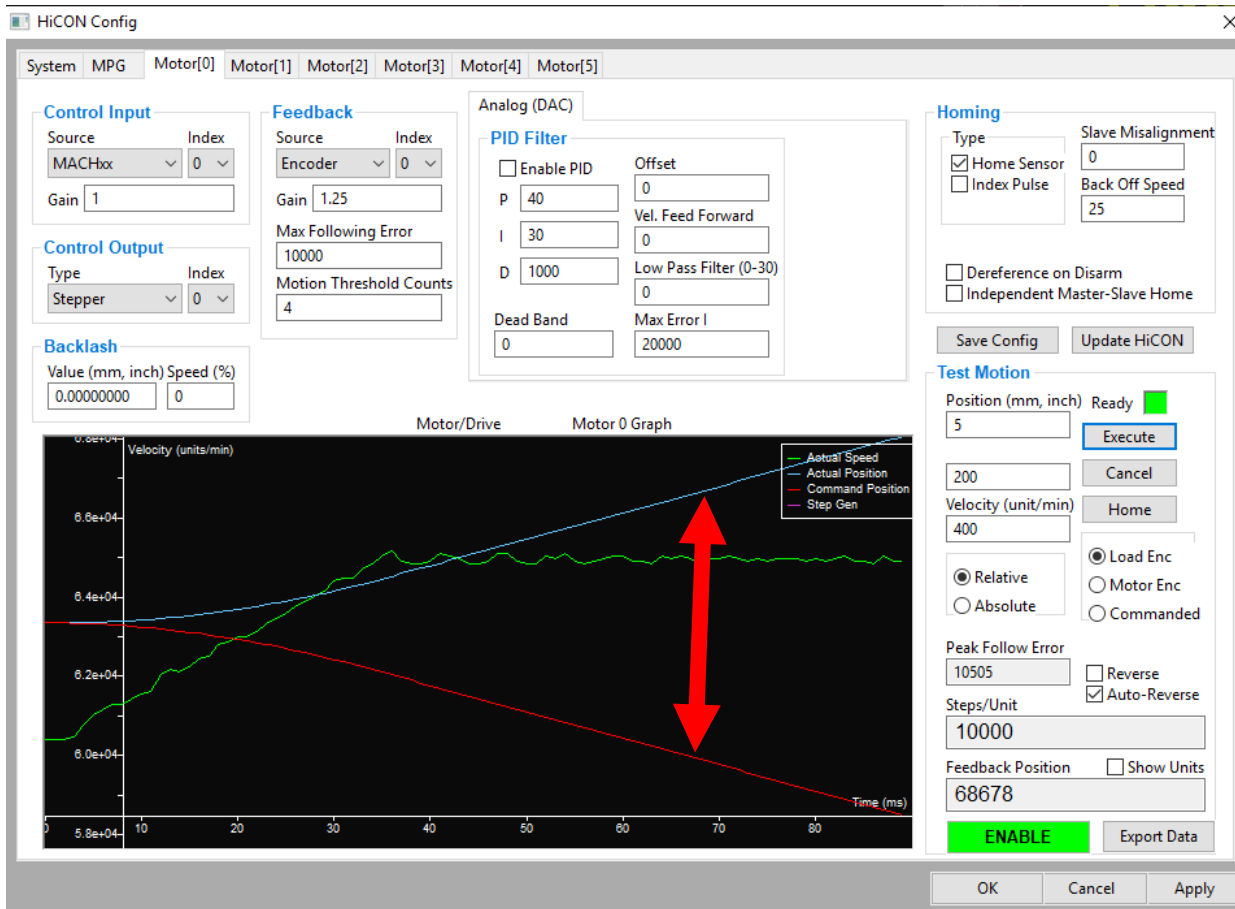 HiCON Config
System MPG Motor[0] Motor[1] Motor[2] Motor[3] Motor[4] Motor[5]
Control Input
Source Index
MACHxx 0
Gain 1
Control Output
Type Index
Stepper 0
Backlash
Value (mm, inch) Speed (%)
0.00000000 0
Feedback
Source Index
Encoder 0
Gain 1.25
Max Following Error
10000
Motion Threshold Counts
4
Analog (DAC)
PID Filter
Enable PID Offset
P 40 0
Vel. Feed Forward
I 30 0
D 1000 Low Pass Filter (0-30)
0
Dead Band Max Error I
0 20000
Homing
Type Slave Misalignment
Home Sensor 0
Index Pulse Back Off Speed
25
Dereference on Disarm
Independent Master-Slave Home
Save Config Update HiCON
Test Motion
Position (mm, inch) Ready
5 Execute
200 Cancel
Velocity (unit/min) Home
400
Relative
Absolute
Load Enc
Motor Enc
Commanded
Peak Follow Error
10505 Reverse
Auto-Reverse
Steps/Unit
10000
Feedback Position Show Units
68678
ENABLE Export Data
Motor/Drive Motor 0 Graph
6.8e+04
Velocity (units/min)
Actual Speed
Actual Position
Command Position
Step Gen
6.6e+04
6.4e+04
6.2e+04
6.0e+04
Time (ms)
5.8e+04
0 10 20 30 40 50 60 70 80
OK Cancel Apply